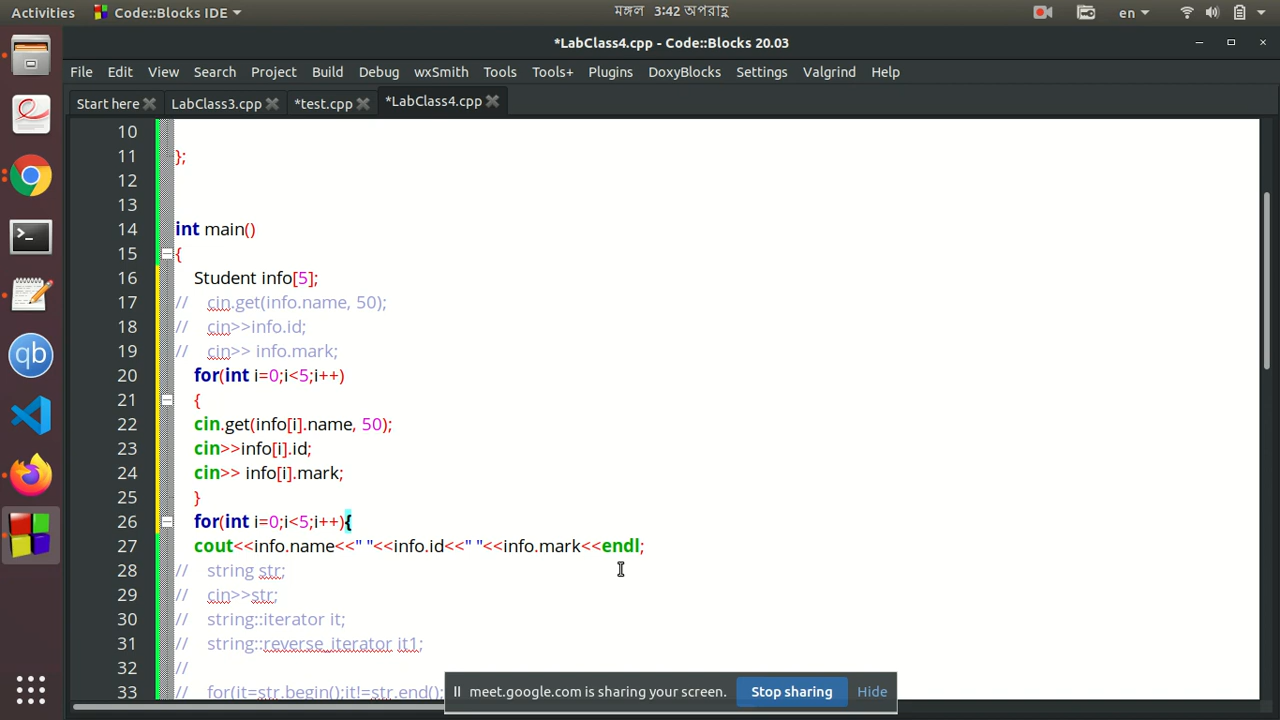 Activities Code::Blocks IDE মঙ্গল 3:42 অপরাহ্ণ en
*LabClass4.cpp - Code::Blocks 20.03
File Edit View Search Project Build Debug wxSmith Tools Tools+ Plugins DoxyBlocks Settings Valgrind Help
Start here LabClass3.cpp *test.cpp *LabClass4.cpp
10
11 };
12
13
14 int main()
15 {
16 Student info[5];
17 // cin.get(info.name, 50);
18 // cin>>info.id;
19 // cin>> info.mark;
20 for(int i=0;i<5;i++)
21 {
22 cin.get(info[i].name, 50);
23 cin>>info[i].id;
24 cin>> info[i].mark;
25 }
26 for(int i=0;i<5;i++){
27 cout<<info.name<<" "<<info.id<<" "<<info.mark<<endl;
28 // string str;
29 // cin>>str;
30 // string::iterator it;
31 // string::reverse_iterator it1;
32 //
33 // for(it=str.begin();it!=str.end();
meet.google.com is sharing your screen. Stop sharing Hide
qb